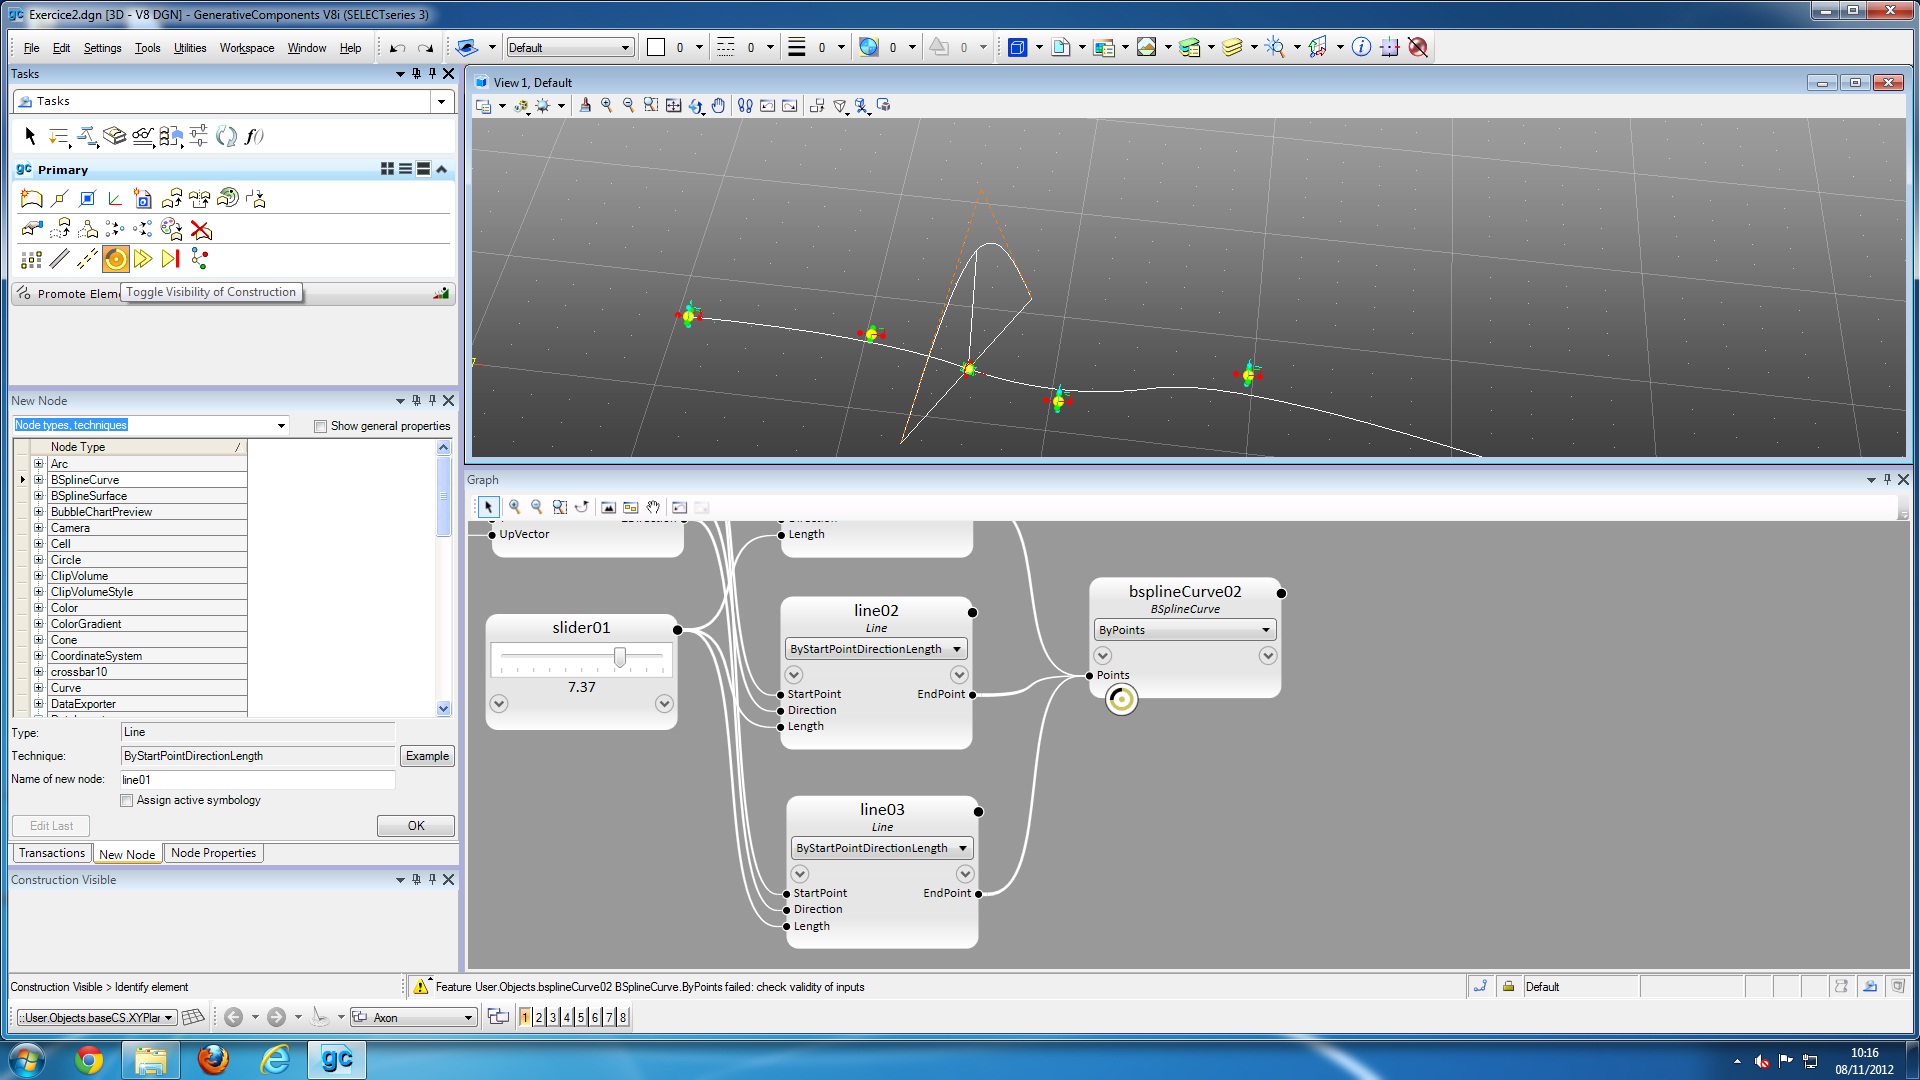 Exercice2.dgn [3D - V8 DGN] - GenerativeComponents V8i (SELECTseries 3)
File Edit Settings Tools Utilities Workspace Window Help
Default 0 0 0 0 0
Tasks
Tasks
f()
gc Primary
Promote Elem
Toggle Visibility of Construction
View 1, Default
New Node
Node types, techniques
Show general properties
Node Type /
Arc
BSplineCurve
BSplineSurface
BubbleChartPreview
Camera
Cell
Circle
ClipVolume
ClipVolumeStyle
Color
ColorGradient
Cone
CoordinateSystem
crossbar10
Curve
DataExporter
Type: Line
Technique: ByStartPointDirectionLength Example
Name of new node: line01
Assign active symbology
Edit Last OK
Transactions New Node Node Properties
Construction Visible
Graph
UpVector
Length
slider01
7.37
line02
Line
ByStartPointDirectionLength
StartPoint EndPoint
Direction
Length
line03
Line
ByStartPointDirectionLength
StartPoint EndPoint
Direction
Length
bsplineCurve02
BSplineCurve
ByPoints
Points
Construction Visible > Identify element
Feature User.Objects.bsplineCurve02 BSplineCurve.ByPoints failed: check validity of inputs
Default
::User.Objects.baseCS.XYPlan
Axon
1 2 3 4 5 6 7 8
gc
10:16
08/11/2012